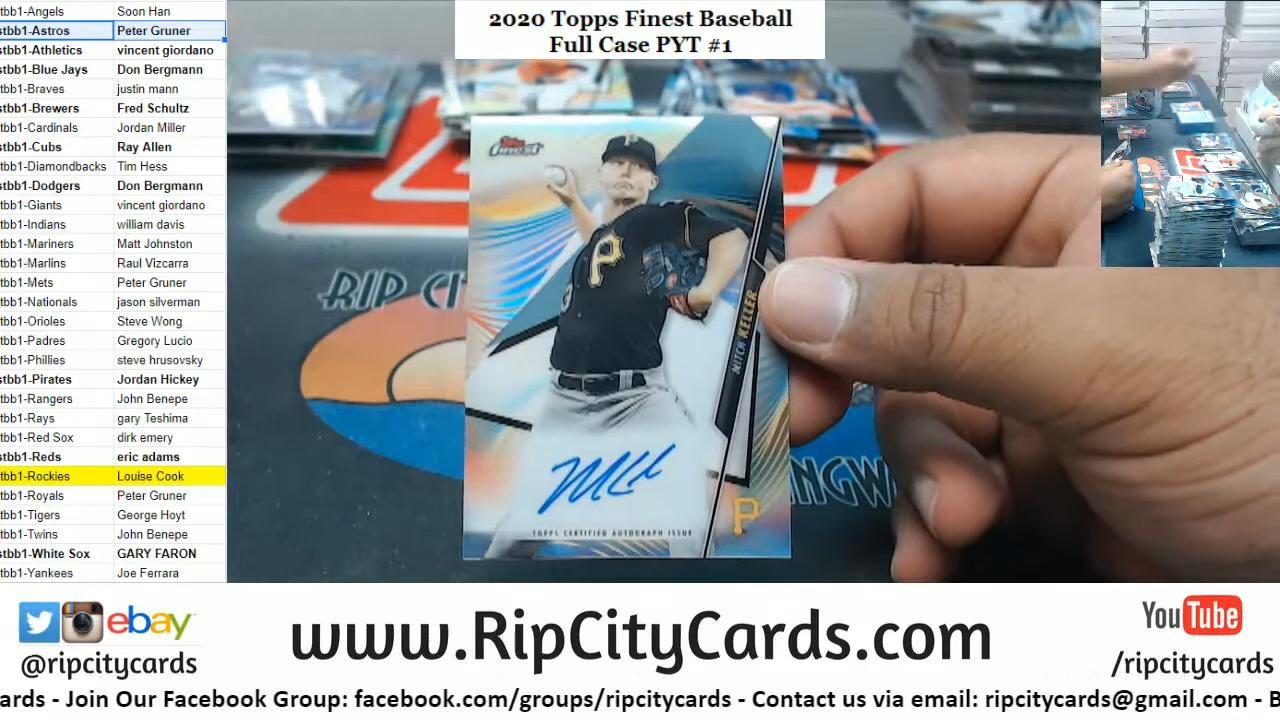 2020 Topps Finest Baseball
Full Case PYT #1
stbb1-Angels Soon Han
stbb1-Astros Peter Gruner
stbb1-Athletics vincent giordano
stbb1-Blue Jays Don Bergmann
stbb1-Braves justin mann
stbb1-Brewers Fred Schultz
tbb1-Cardinals Jordan Miller
stbb1-Cubs Ray Allen
tbb1-Diamondbacks Tim Hess
stbb1-Dodgers Don Bergmann
tbb1-Giants vincent giordano
tbb1-Indians william davis
tbb1-Mariners Matt Johnston
tbb1-Marlins Raul Vizcarra
tbb1-Mets Peter Gruner
tbb1-Nationals jason silverman
tbb1-Orioles Steve Wong
tbb1-Padres Gregory Lucio
tbb1-Phillies steve hrusovsky
stbb1-Pirates Jordan Hickey
tbb1-Rangers John Benepe
tbb1-Rays gary Teshima
tbb1-Red Sox dirk emery
stbb1-Reds eric adams
tbb1-Rockies Louise Cook
tbb1-Royals Peter Gruner
tbb1-Tigers George Hoyt
tbb1-Twins John Benepe
stbb1-White Sox GARY FARON
tbb1-Yankees Joe Ferrara
Topps
finest
P
P
MITCH KELLER
TOPPS CERTIFIED AUTOGRAPH ISSUE
P
RIP CI
INGW
ebay
@ripcitycards
www.RipCityCards.com
YouTube
/ripcitycards
ards - Join Our Facebook Group: facebook.com/groups/ripcitycards - Contact us via email: ripcitycards@gmail.com - B